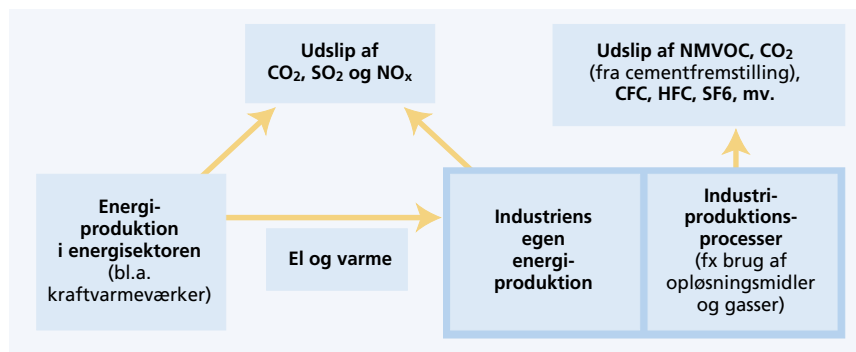 Udslip af
CO₂, SO₂ og NOₓ
Udslip af NMVOC, CO₂
(fra cementfremstilling),
CFC, HFC, SF6, mv.
Energi-
produktion
i energisektoren
(bl.a.
kraftvarmeværker)
El og varme
Industriens
egen
energi-
produktion
Industri-
produktions-
processer
(fx brug af
opløsningsmidler
og gasser)